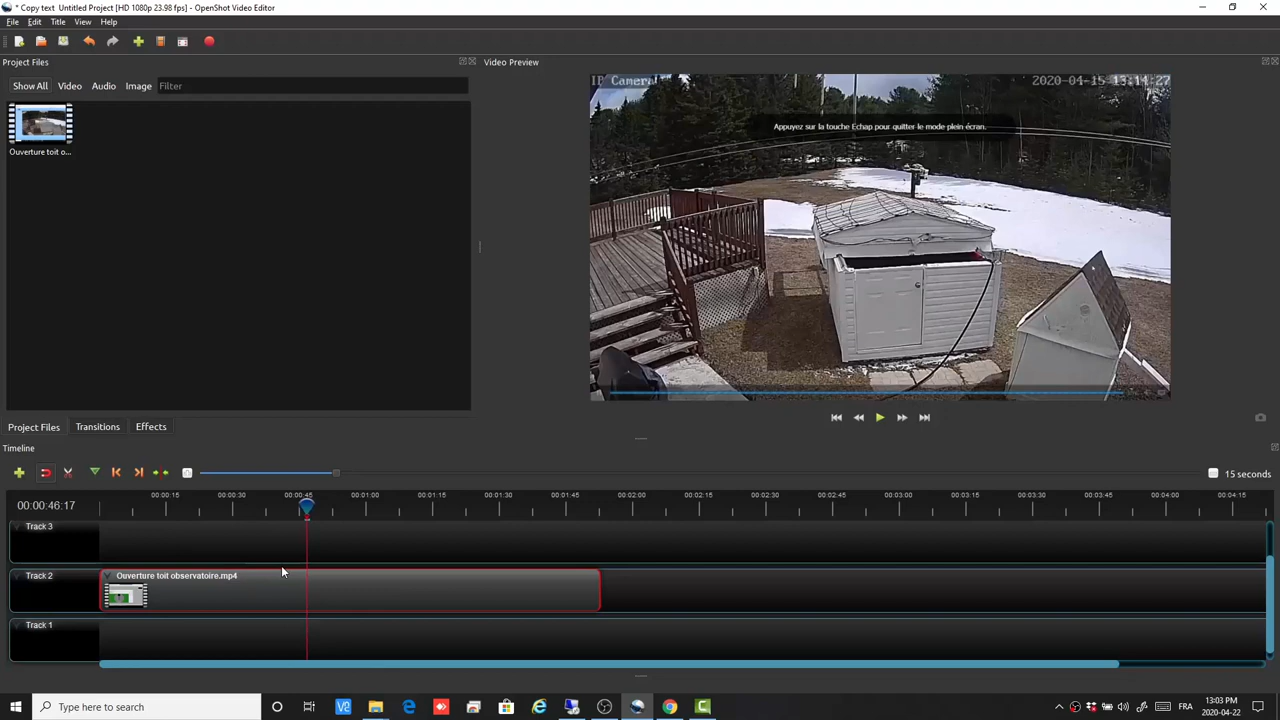 * Copy text  Untitled Project [HD 1080p 23.98 fps] - OpenShot Video Editor
File Edit Title View Help
Project Files
Video Preview
Show All Video Audio Image Filter
Ouverture toit o...
IP Camera
2020-04-15 13:14:27
Appuyez sur la touche Echap pour quitter le mode plein écran.
Project Files Transitions Effects
Timeline
15 seconds
00:00:46:17
00:00:15 00:00:30 00:00:45 00:01:00 00:01:15 00:01:30 00:01:45 00:02:00 00:02:15 00:02:30 00:02:45 00:03:00 00:03:15 00:03:30 00:03:45 00:04:00 00:04:15
Track 3
Track 2
Ouverture toit observatoire.mp4
Track 1
Type here to search
FRA
13:03 PM
2020-04-22